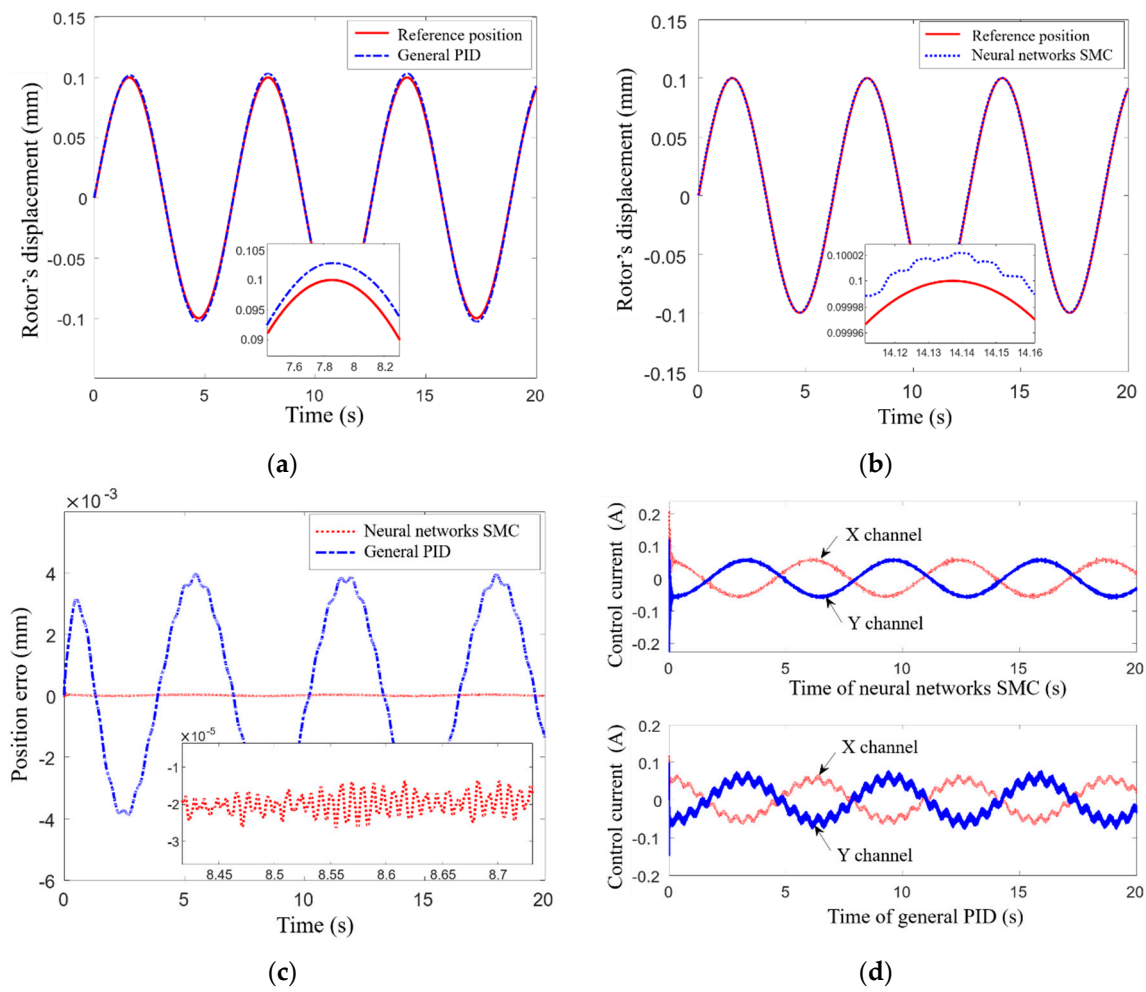 0.15
0.1
0.05
0
-0.05
-0.1
Rotor's displacement (mm)
Reference position
General PID
0.105
0.1
0.095
0.09
7.6 7.8 8 8.2
0 5 10 15 20
Time (s)
(a)
0.15
0.1
0.05
0
-0.05
-0.1
-0.15
Rotor's displacement (mm)
Reference position
Neural networks SMC
0.10002
0.1
0.09998
0.09996
14.12 14.13 14.14 14.15 14.16
0 5 10 15 20
Time (s)
(b)
×10-3
4
2
0
-2
-4
-6
Position erro (mm)
Neural networks SMC
General PID
×10-5
-1
-2
-3
8.45 8.5 8.55 8.6 8.65 8.7
0 5 10 15 20
Time (s)
(c)
0.2
0.1
0
-0.1
-0.2
Control current (A)
X channel
Y channel
0 5 10 15 20
Time of neural networks SMC (s)
0.2
0.1
0
-0.1
-0.2
Control current (A)
X channel
Y channel
0 5 10 15 20
Time of general PID (s)
(d)